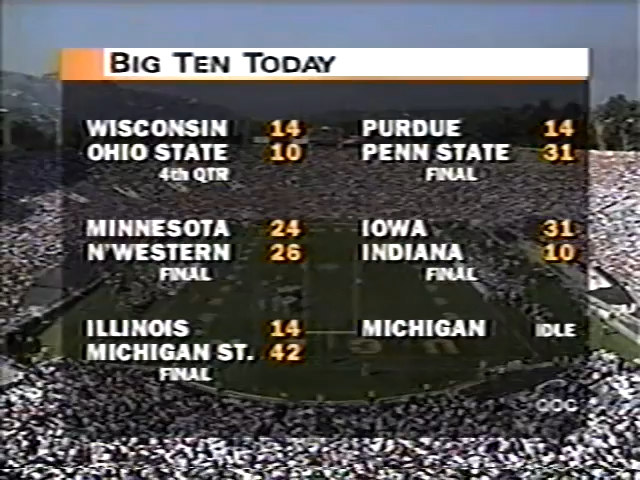 BIG TEN TODAY
WISCONSIN 14
OHIO STATE 10
4th QTR
PURDUE 14
PENN STATE 31
FINAL
MINNESOTA 24
N'WESTERN 26
FINAL
IOWA 31
INDIANA 10
FINAL
ILLINOIS 14
MICHIGAN ST. 42
FINAL
MICHIGAN IDLE